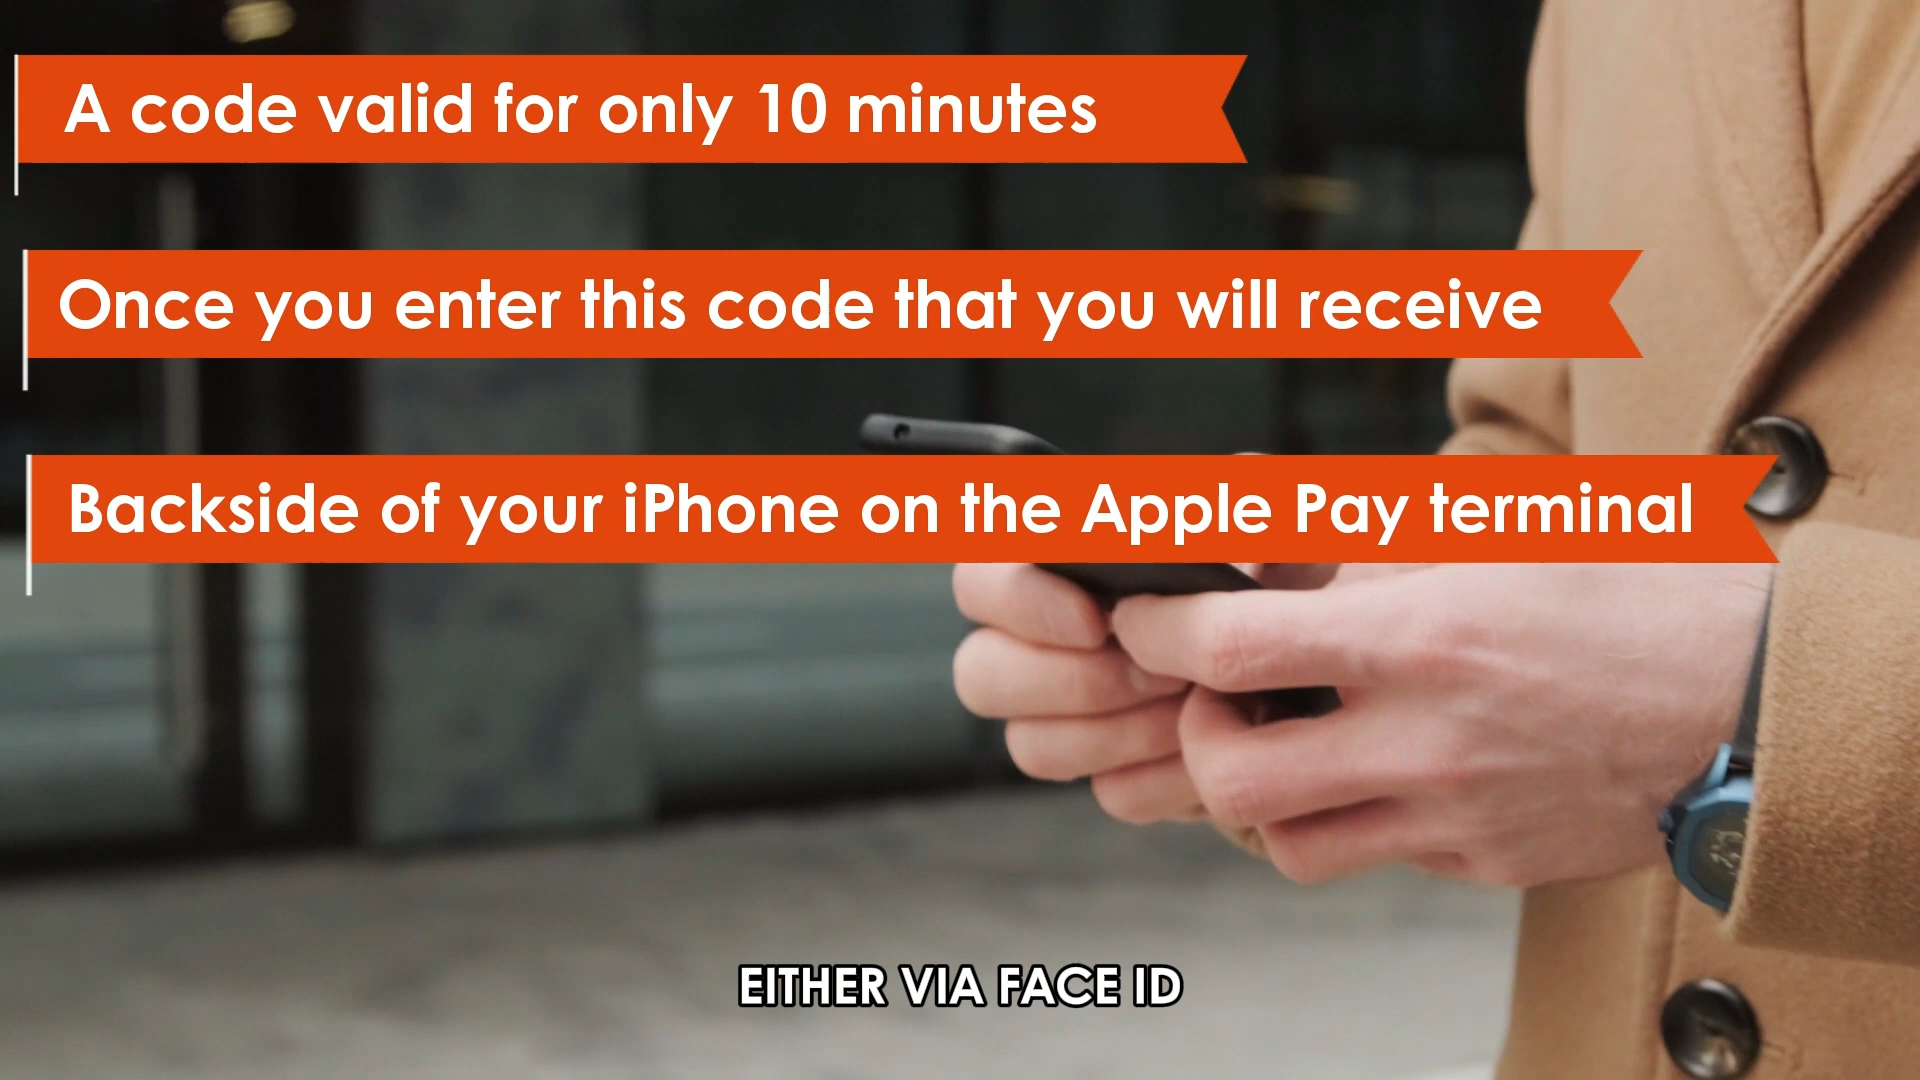 A code valid for only 10 minutes
Once you enter this code that you will receive
Backside of your iPhone on the Apple Pay terminal
EITHER VIA FACE ID